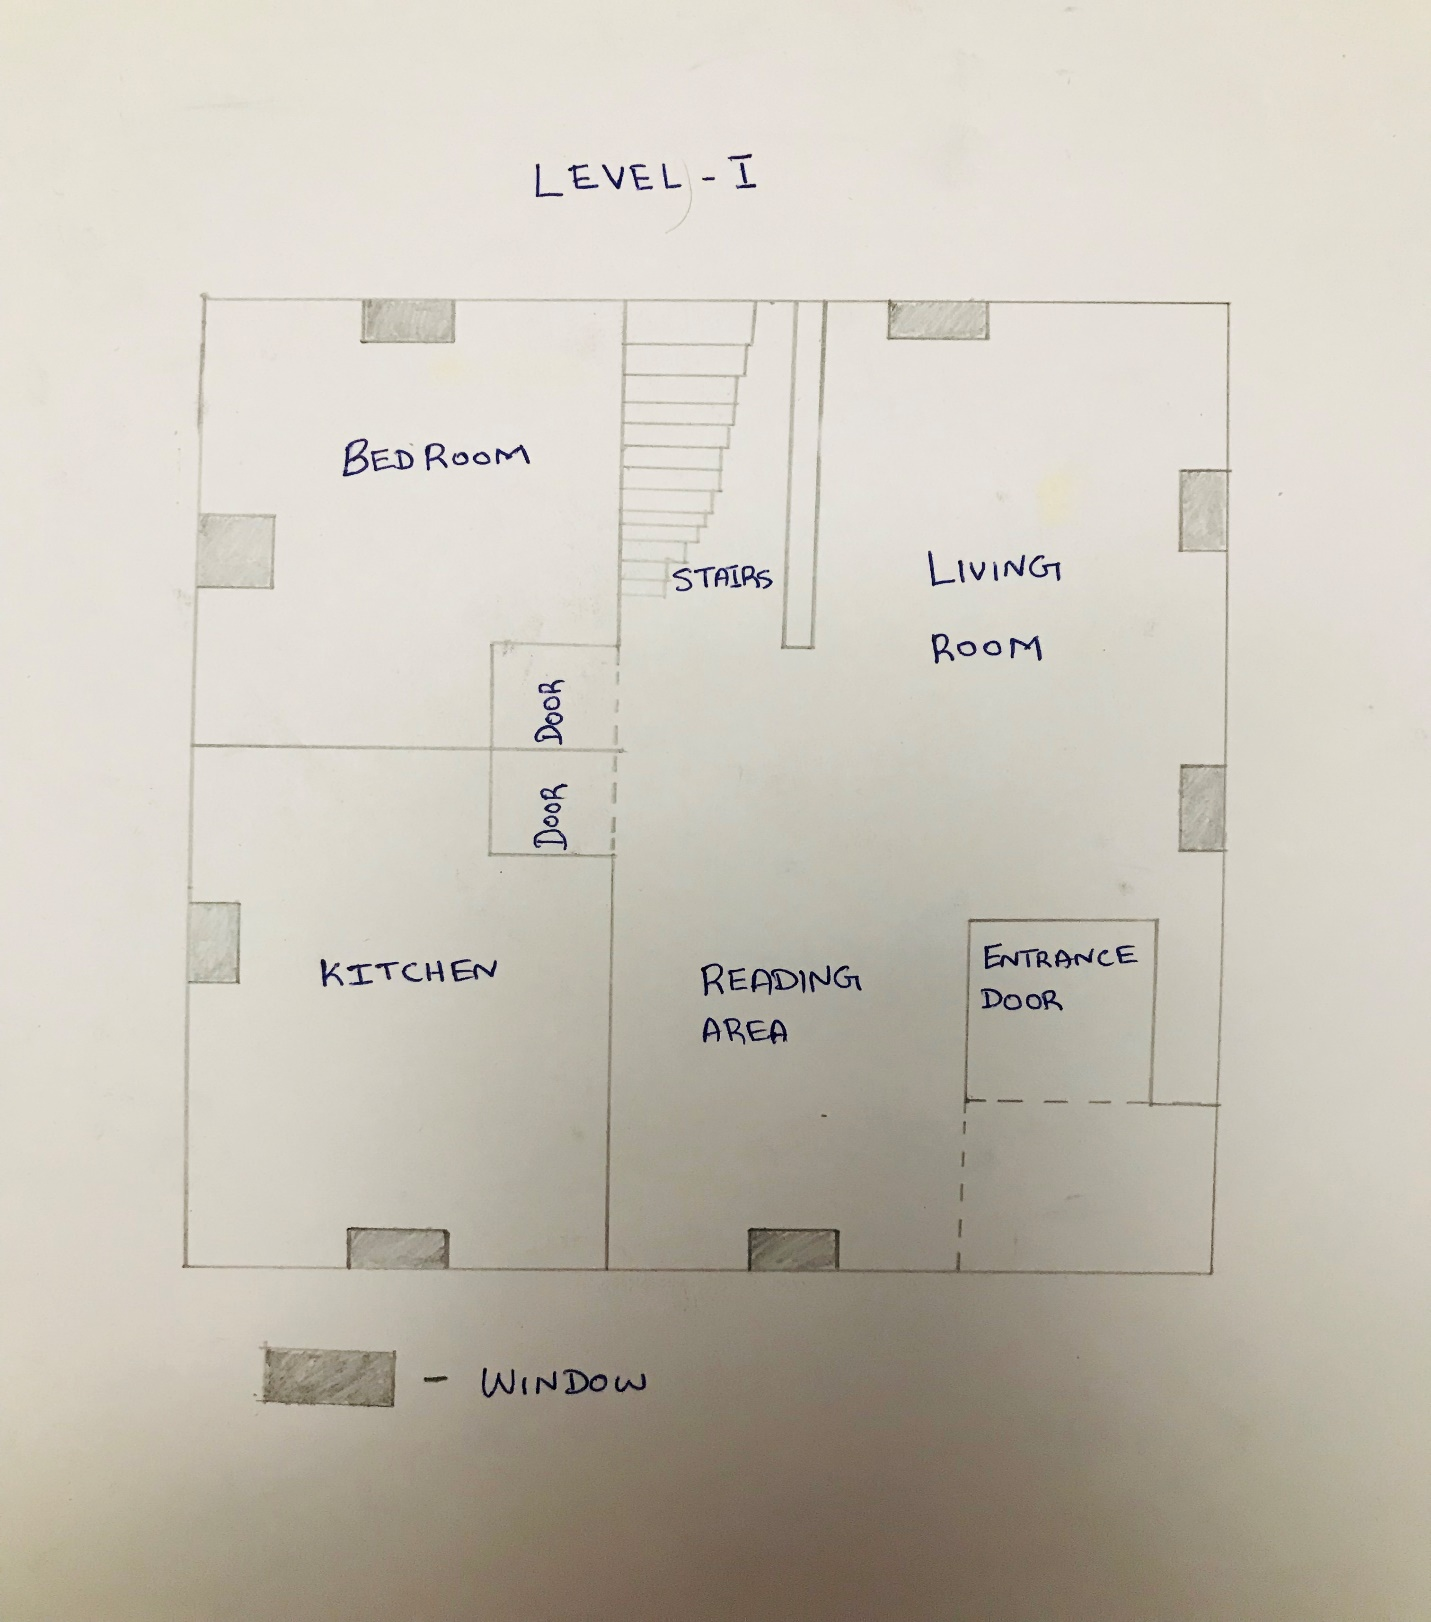 LEVEL - I
BEDROOM
STAIRS
LIVING
ROOM
DOOR
DOOR
KITCHEN
READING
AREA
ENTRANCE
DOOR
- WINDOW